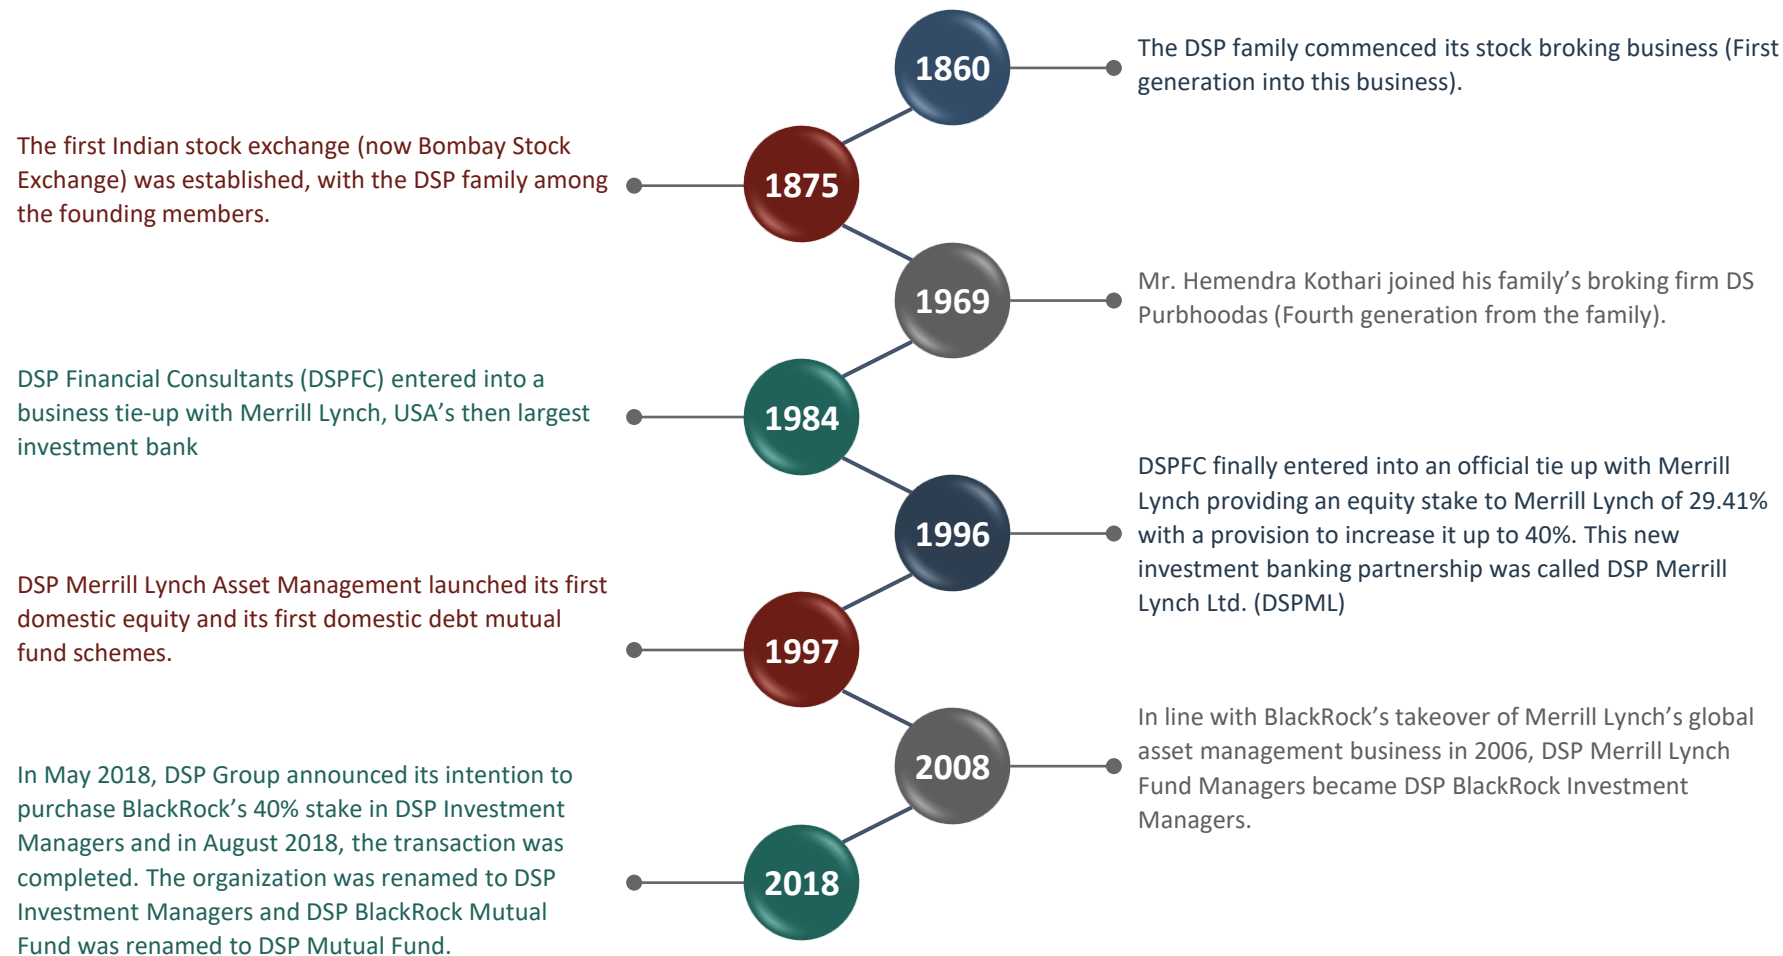 1860
The DSP family commenced its stock broking business (First
generation into this business).
The first Indian stock exchange (now Bombay Stock
Exchange) was established, with the DSP family among
the founding members.
1875
1969
Mr. Hemendra Kothari joined his family’s broking firm DS
Purbhoodas (Fourth generation from the family).
DSP Financial Consultants (DSPFC) entered into a
business tie-up with Merrill Lynch, USA’s then largest
investment bank
1984
1996
DSPFC finally entered into an official tie up with Merrill
Lynch providing an equity stake to Merrill Lynch of 29.41%
with a provision to increase it up to 40%. This new
investment banking partnership was called DSP Merrill
Lynch Ltd. (DSPML)
DSP Merrill Lynch Asset Management launched its first
domestic equity and its first domestic debt mutual
fund schemes.
1997
2008
In line with BlackRock’s takeover of Merrill Lynch’s global
asset management business in 2006, DSP Merrill Lynch
Fund Managers became DSP BlackRock Investment
Managers.
In May 2018, DSP Group announced its intention to
purchase BlackRock’s 40% stake in DSP Investment
Managers and in August 2018, the transaction was
completed. The organization was renamed to DSP
Investment Managers and DSP BlackRock Mutual
Fund was renamed to DSP Mutual Fund.
2018